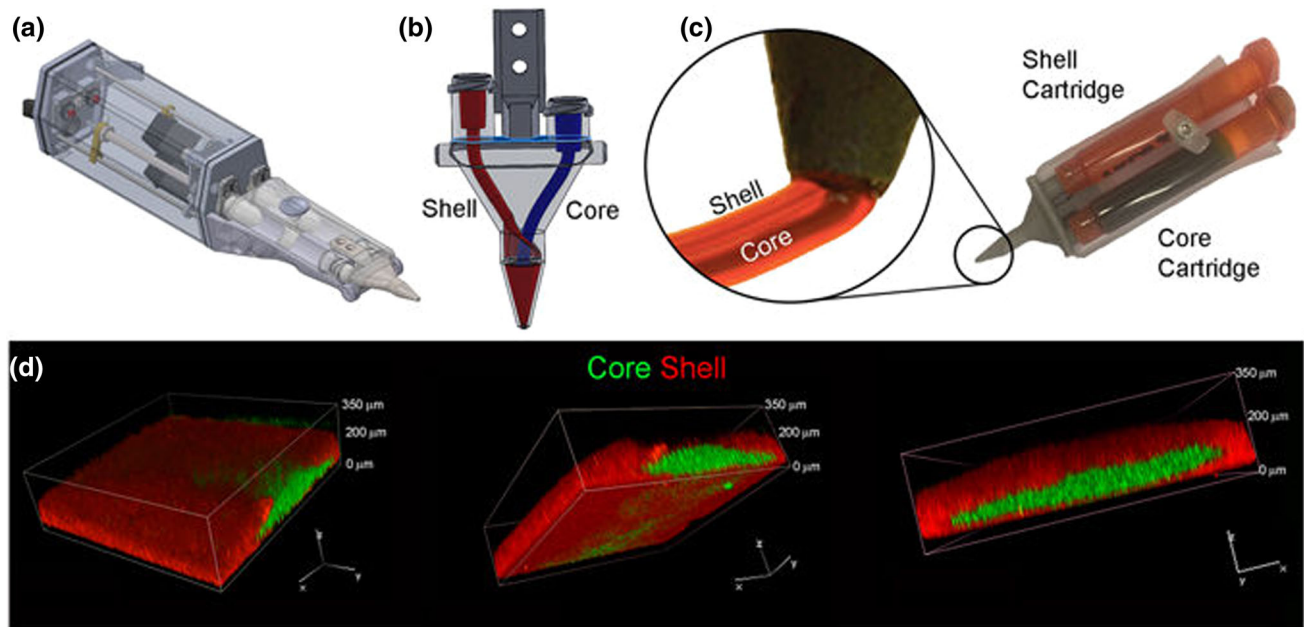 (a)
(b)
Shell
Core
(c)
Shell
Core
Shell
Cartridge
Core
Cartridge
(d)
Core Shell
350 µm
200 µm
0 µm
x
y
z
350 µm
200 µm
0 µm
x
y
z
350 µm
200 µm
0 µm
z
y
x